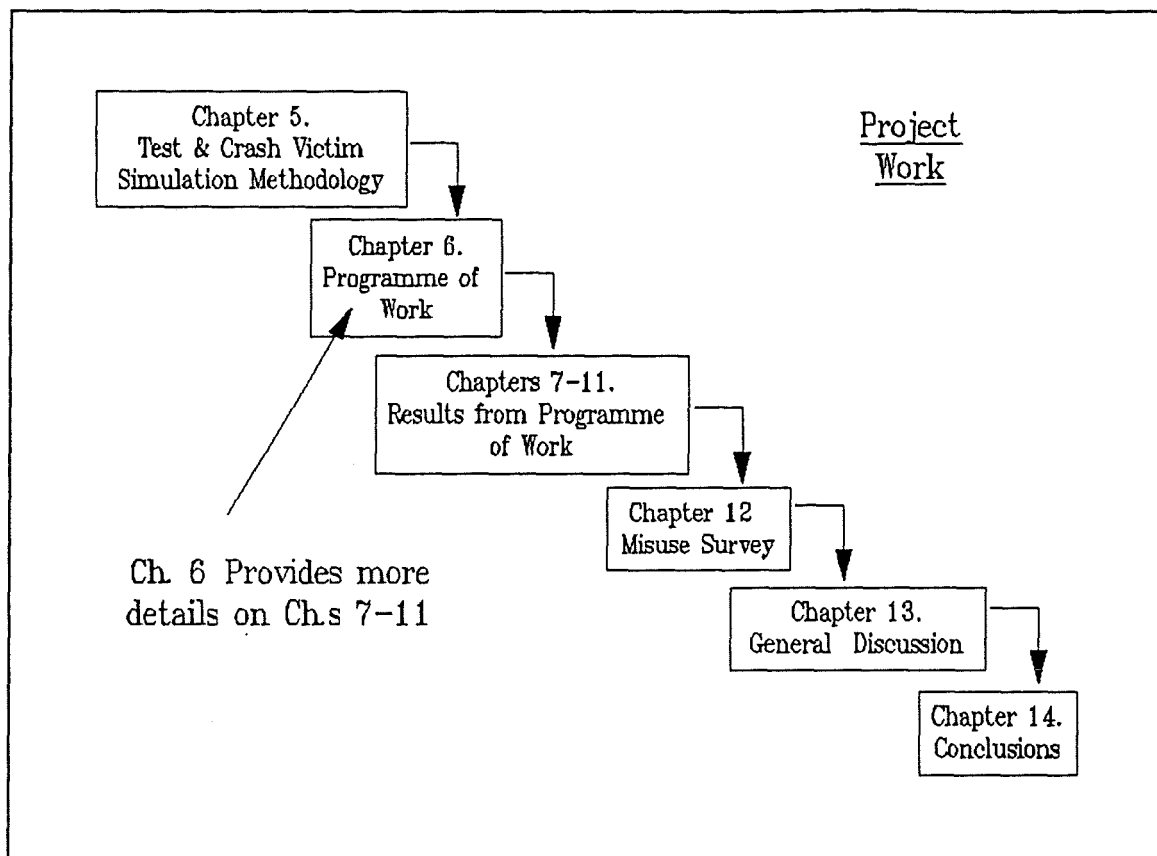 Chapter 5.
Test & Crash Victim
Simulation Methodology
Project
Work
Chapter 6.
Programme of
Work
Chapters 7-11.
Results from Programme
of Work
Chapter 12
Misuse Survey
Ch. 6 Provides more
details on Ch.s 7-11
Chapter 13.
General Discussion
Chapter 14.
Conclusions